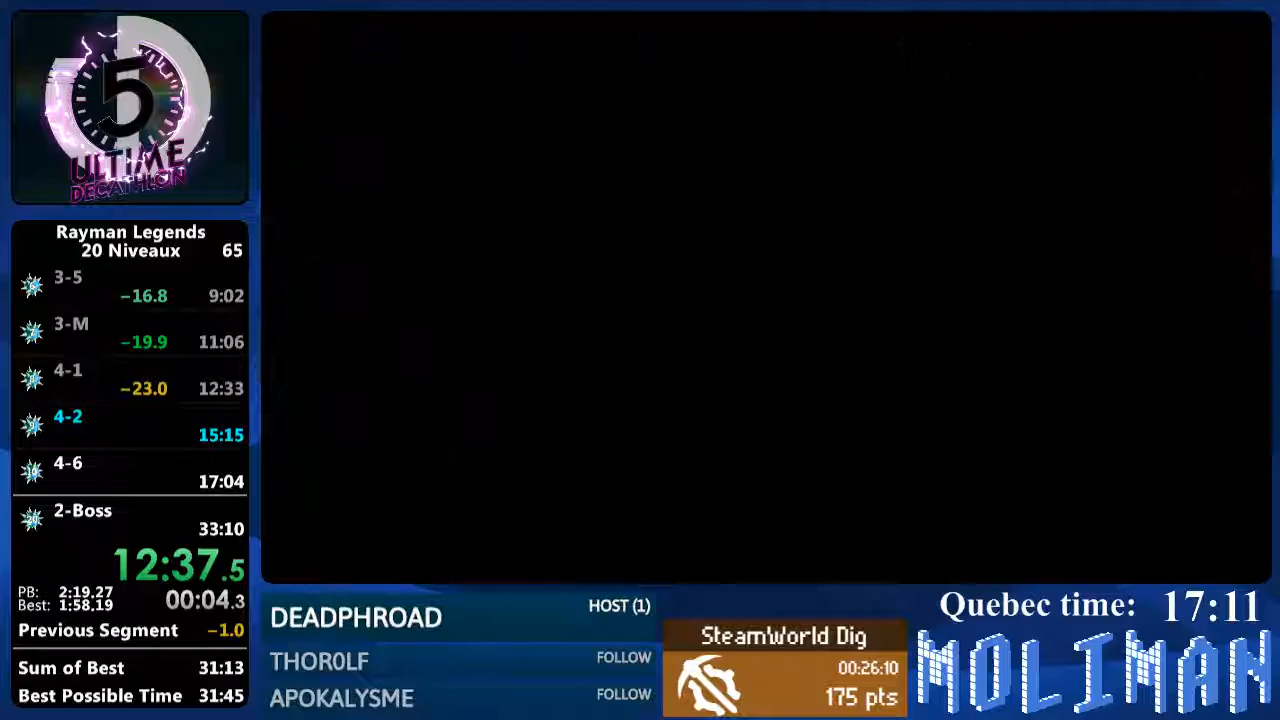 5
ULTIME
DECATHLON
Rayman Legends
20 Niveaux 65
3-5
−16.8 9:02
3-M
−19.9 11:06
4-1
−23.0 12:33
4-2
15:15
4-6
17:04
2-Boss
33:10
12:37.5
PB: 2:19.27
Best: 1:58.19 00:04.3
Previous Segment −1.0
Sum of Best 31:13
Best Possible Time 31:45
DEADPHROAD HOST (1)
THOR0LF FOLLOW
APOKALYSME FOLLOW
SteamWorld Dig
00:26:10
175 pts
Quebec time: 17:11
MOLIMAN